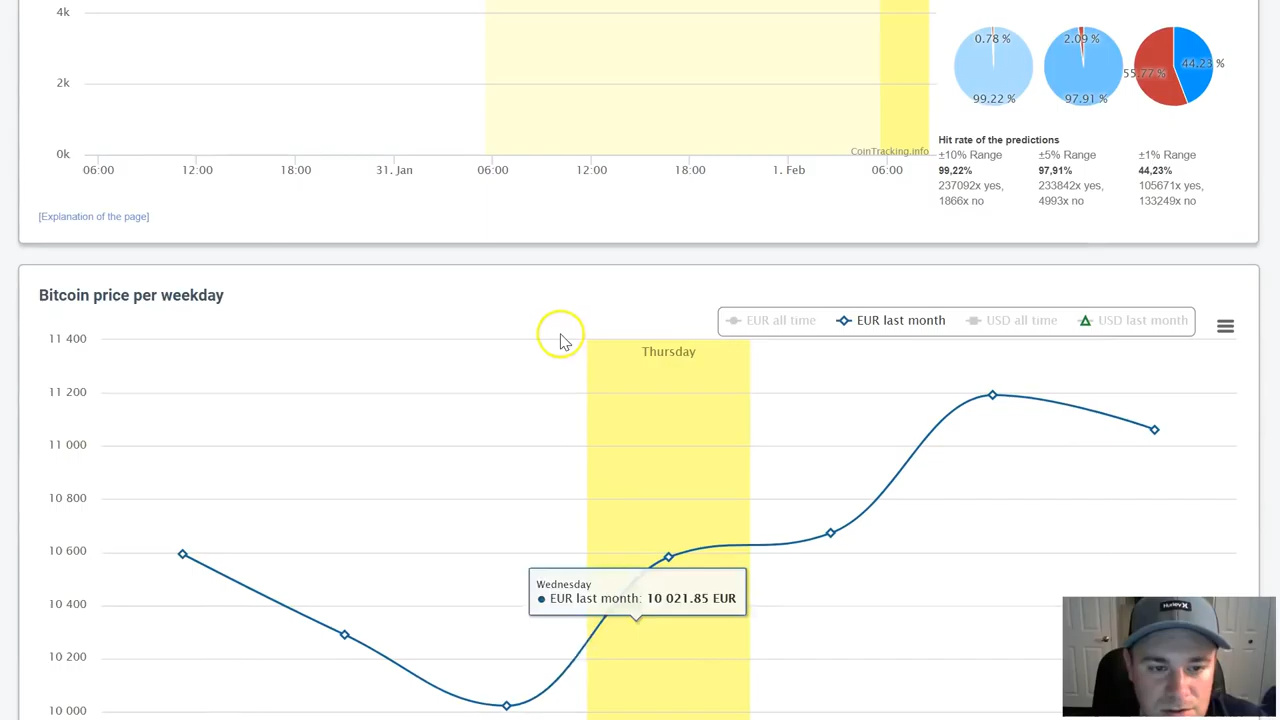 4k
2k
0k
06:00 12:00 18:00 31. Jan 06:00 12:00 18:00 1. Feb 06:00
CoinTracking.info
[Explanation of the page]
0.78 %
99.22 %
2.09 %
97.91 %
55.77 %
44.23 %
Hit rate of the predictions
±10% Range ±5% Range ±1% Range
99,22% 97,91% 44,23%
237092x yes, 233842x yes, 105671x yes,
1866x no 4993x no 133249x no
Bitcoin price per weekday
EUR all time EUR last month USD all time USD last month
11 400
11 200
11 000
10 800
10 600
10 400
10 200
10 000
Thursday
Wednesday
EUR last month: 10 021.85 EUR
Hurley